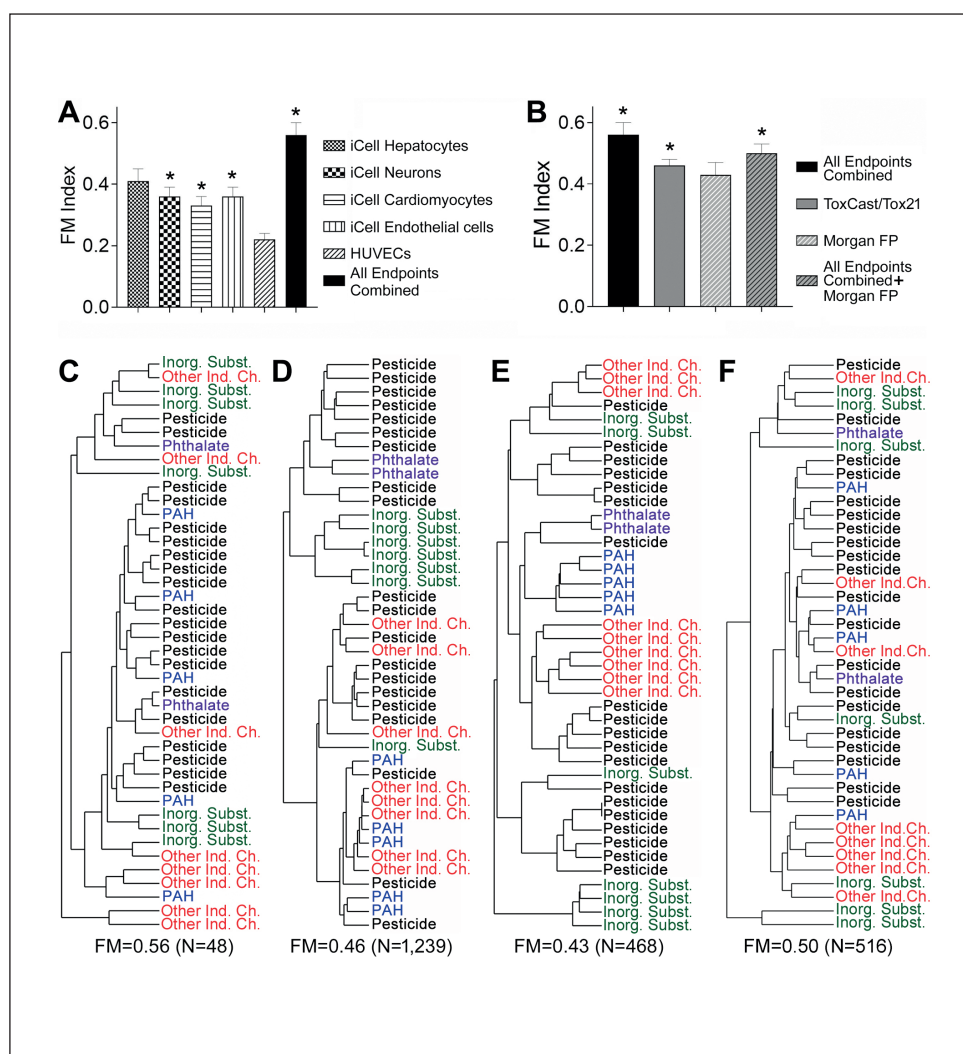 A
0.6
0.4
0.2
0.0
FM Index
*
*
*
*
iCell Hepatocytes
iCell Neurons
iCell Cardiomyocytes
iCell Endothelial cells
HUVECs
All Endpoints
Combined
B
0.6
0.4
0.2
0.0
FM Index
*
*
*
All Endpoints
Combined
ToxCast/Tox21
Morgan FP
All Endpoints
Combined+
Morgan FP
C
Inorg. Subst.
Other Ind. Ch.
Inorg. Subst.
Inorg. Subst.
Pesticide
Pesticide
Phthalate
Other Ind. Ch.
Inorg. Subst.
Pesticide
Pesticide
PAH
Pesticide
Pesticide
Pesticide
Pesticide
Pesticide
PAH
Pesticide
Pesticide
Pesticide
Pesticide
Pesticide
PAH
Pesticide
Phthalate
Pesticide
Other Ind. Ch.
Pesticide
Pesticide
Pesticide
Pesticide
PAH
Inorg. Subst.
Inorg. Subst.
Inorg. Subst.
Other Ind. Ch.
Other Ind. Ch.
Other Ind. Ch.
PAH
Other Ind. Ch.
Other Ind. Ch.
FM=0.56 (N=48)
D
Pesticide
Pesticide
Pesticide
Pesticide
Pesticide
Pesticide
Pesticide
Phthalate
Phthalate
Pesticide
Pesticide
Inorg. Subst.
Inorg. Subst.
Inorg. Subst.
Inorg. Subst.
Inorg. Subst.
Inorg. Subst.
Pesticide
Pesticide
Other Ind. Ch.
Pesticide
Other Ind. Ch.
Pesticide
Pesticide
Pesticide
Pesticide
Pesticide
Other Ind. Ch.
Inorg. Subst.
PAH
Pesticide
Other Ind. Ch.
Other Ind. Ch.
Other Ind. Ch.
PAH
PAH
Other Ind. Ch.
Other Ind. Ch.
Pesticide
PAH
PAH
Pesticide
FM=0.46 (N=1,239)
E
Other Ind. Ch.
Other Ind. Ch.
Other Ind. Ch.
Pesticide
Inorg. Subst.
Inorg. Subst.
Pesticide
Pesticide
Pesticide
Pesticide
Pesticide
Phthalate
Phthalate
Pesticide
PAH
PAH
PAH
PAH
PAH
Other Ind. Ch.
Other Ind. Ch.
Other Ind. Ch.
Other Ind. Ch.
Other Ind. Ch.
Other Ind. Ch.
Pesticide
Pesticide
Pesticide
Pesticide
Pesticide
Inorg. Subst.
Pesticide
Pesticide
Pesticide
Pesticide
Pesticide
Pesticide
Pesticide
Inorg. Subst.
Inorg. Subst.
Inorg. Subst.
Inorg. Subst.
FM=0.43 (N=468)
F
Pesticide
Other Ind.Ch.
Inorg. Subst.
Inorg. Subst.
Pesticide
Phthalate
Inorg. Subst.
Pesticide
Pesticide
PAH
Pesticide
Pesticide
Pesticide
Pesticide
Pesticide
Pesticide
Other Ind.Ch.
Pesticide
PAH
Pesticide
PAH
Other Ind.Ch.
Pesticide
Phthalate
Pesticide
Pesticide
Inorg. Subst.
Pesticide
Pesticide
Pesticide
PAH
Pesticide
Pesticide
PAH
Other Ind.Ch.
Other Ind.Ch.
Other Ind.Ch.
Other Ind.Ch.
Inorg. Subst.
Other Ind.Ch.
Inorg. Subst.
Inorg. Subst.
FM=0.50 (N=516)